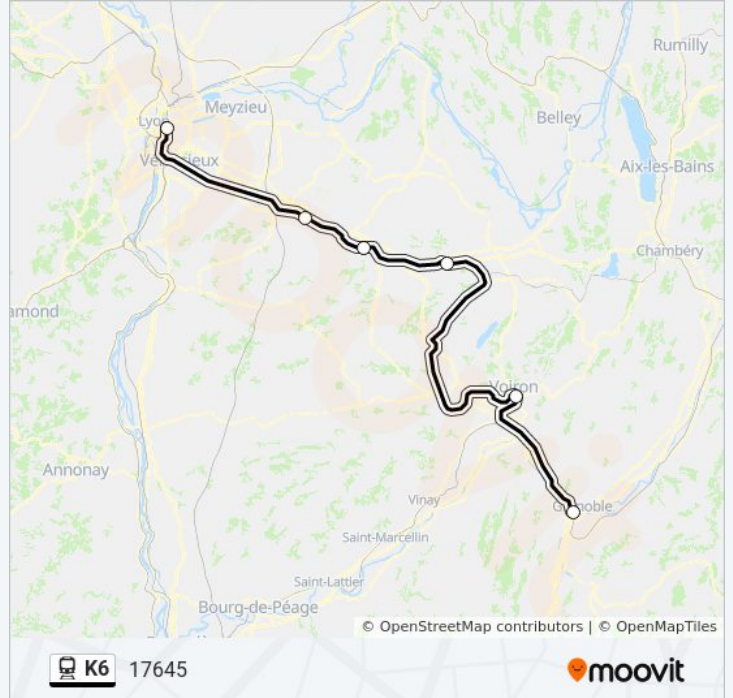 Rumilly
Meyzieu
Lyon
Belley
Vénissieux
Aix-les-Bains
Chambéry
amond
Voiron
Annonay
Vinay
Grenoble
Saint-Marcellin
Saint-Lattier
Bourg-de-Péage
© OpenStreetMap contributors | © OpenMapTiles
K6 17645 moovit